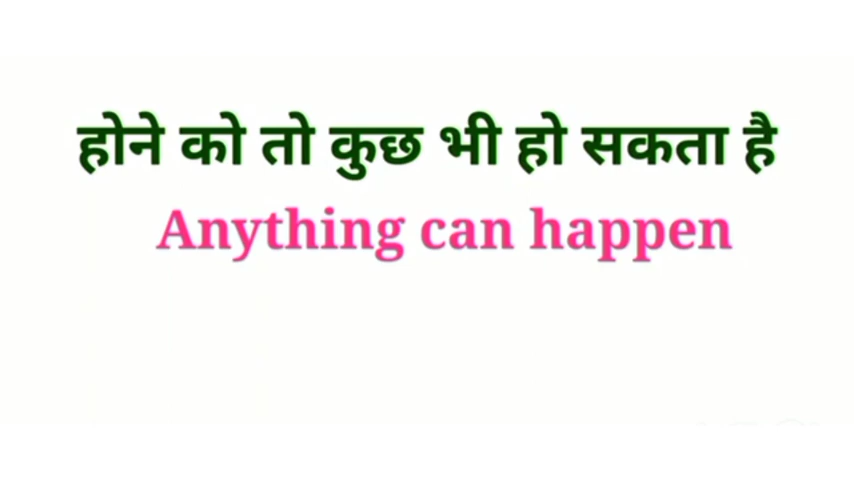 होने को तो कुछ भी हो सकता है
Anything can happen